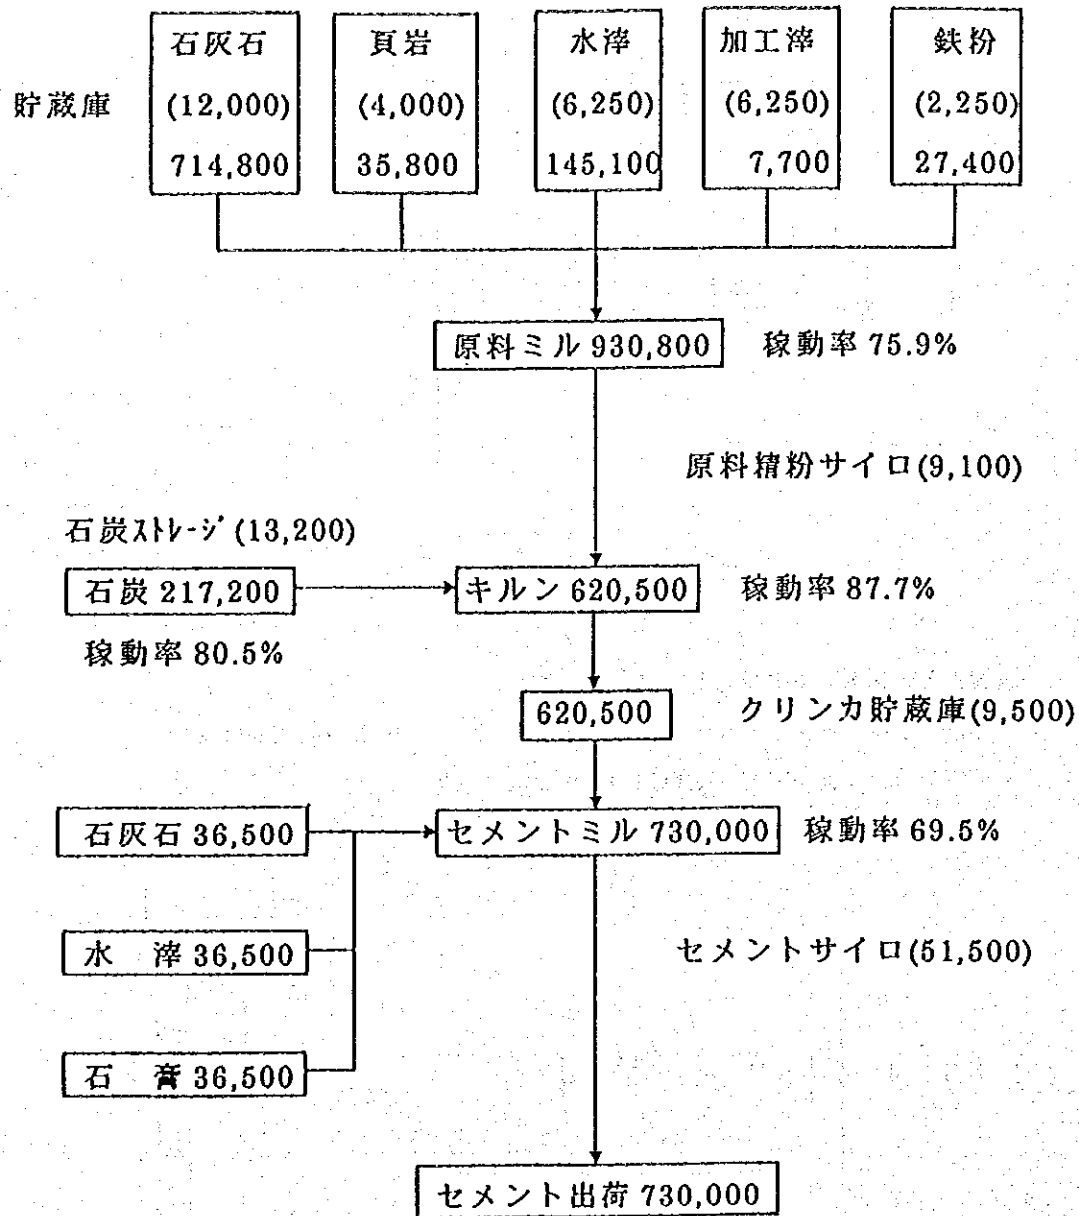 石灰石 頁岩 水滓 加工滓 鉄粉
貯蔵庫 (12,000) (4,000) (6,250) (6,250) (2,250)
714,800 35,800 145,100 7,700 27,400
原料ミル 930,800 稼動率 75.9%
原料精粉サイロ(9,100)
石炭ストレージ(13,200)
石炭 217,200 キルン 620,500 稼動率 87.7%
稼動率 80.5%
620,500 クリンカ貯蔵庫(9,500)
石灰石 36,500 セメントミル 730,000 稼動率 69.5%
水 滓 36,500 セメントサイロ(51,500)
石 膏 36,500
セメント出荷 730,000